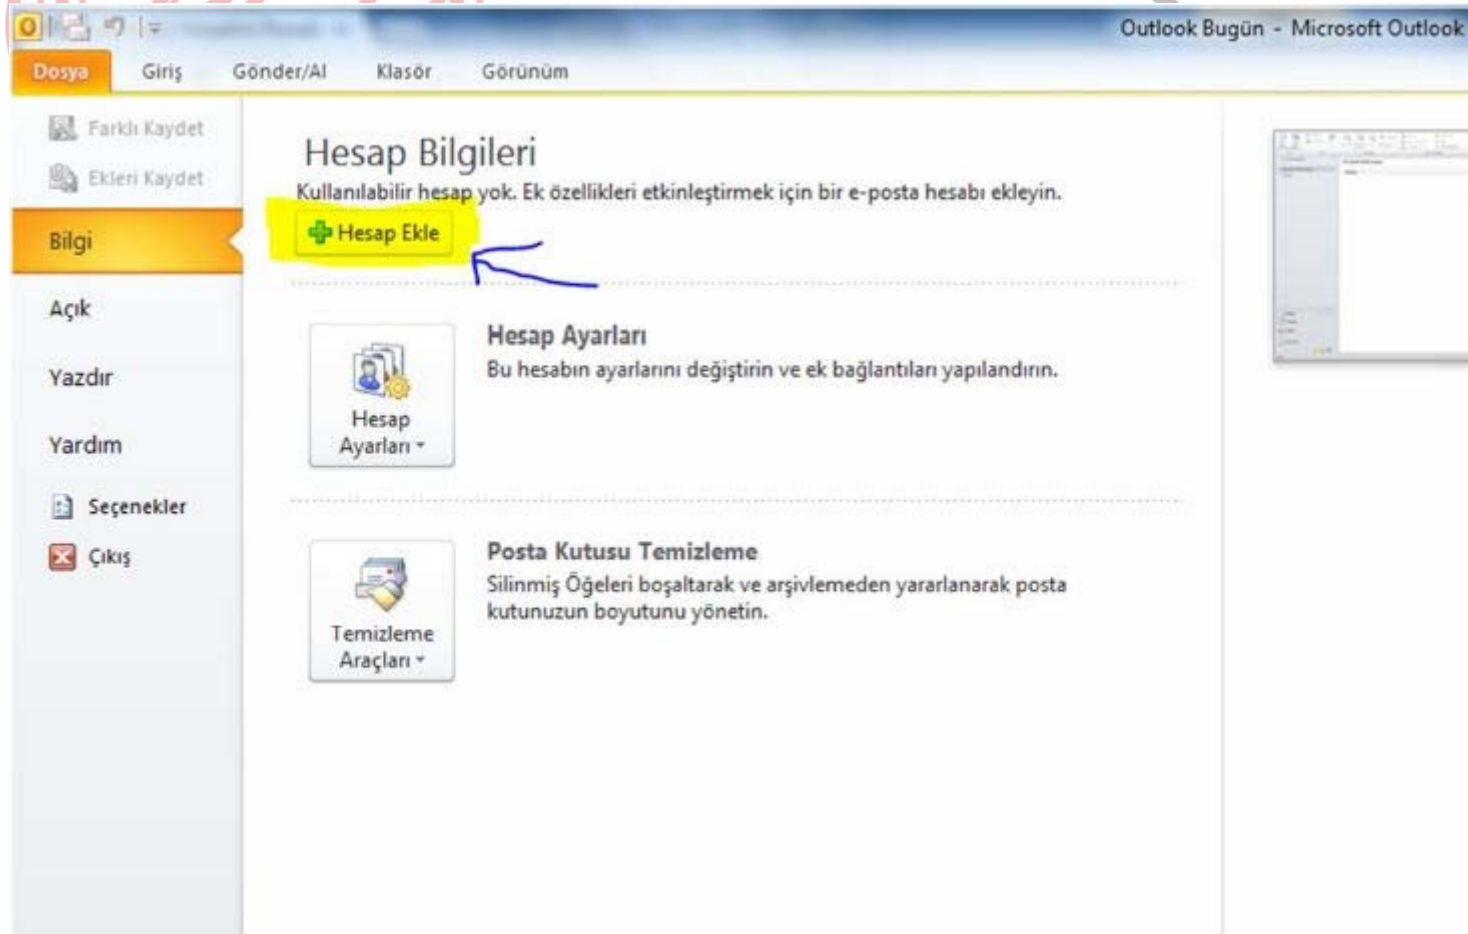 Outlook Bugün - Microsoft Outlook
Dosya Giriş Gönder/Al Klasör Görünüm
Farklı Kaydet
Ekleri Kaydet
Bilgi
Açık
Yazdır
Yardım
Seçenekler
Çıkış
Hesap Bilgileri
Kullanılabilir hesap yok. Ek özellikleri etkinleştirmek için bir e-posta hesabı ekleyin.
Hesap Ekle
Hesap
Ayarları
Hesap Ayarları
Bu hesabın ayarlarını değiştirin ve ek bağlantıları yapılandırın.
Temizleme
Araçları
Posta Kutusu Temizleme
Silinmiş Öğeleri boşaltarak ve arşivlemeden yararlanarak posta
kutunuzun boyutunu yönetin.